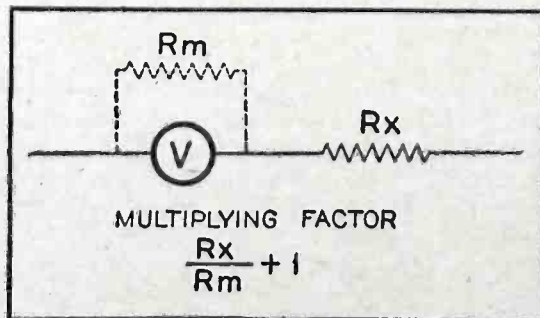 Rm
V
Rx
MULTIPLYING FACTOR
Rx
Rm + 1